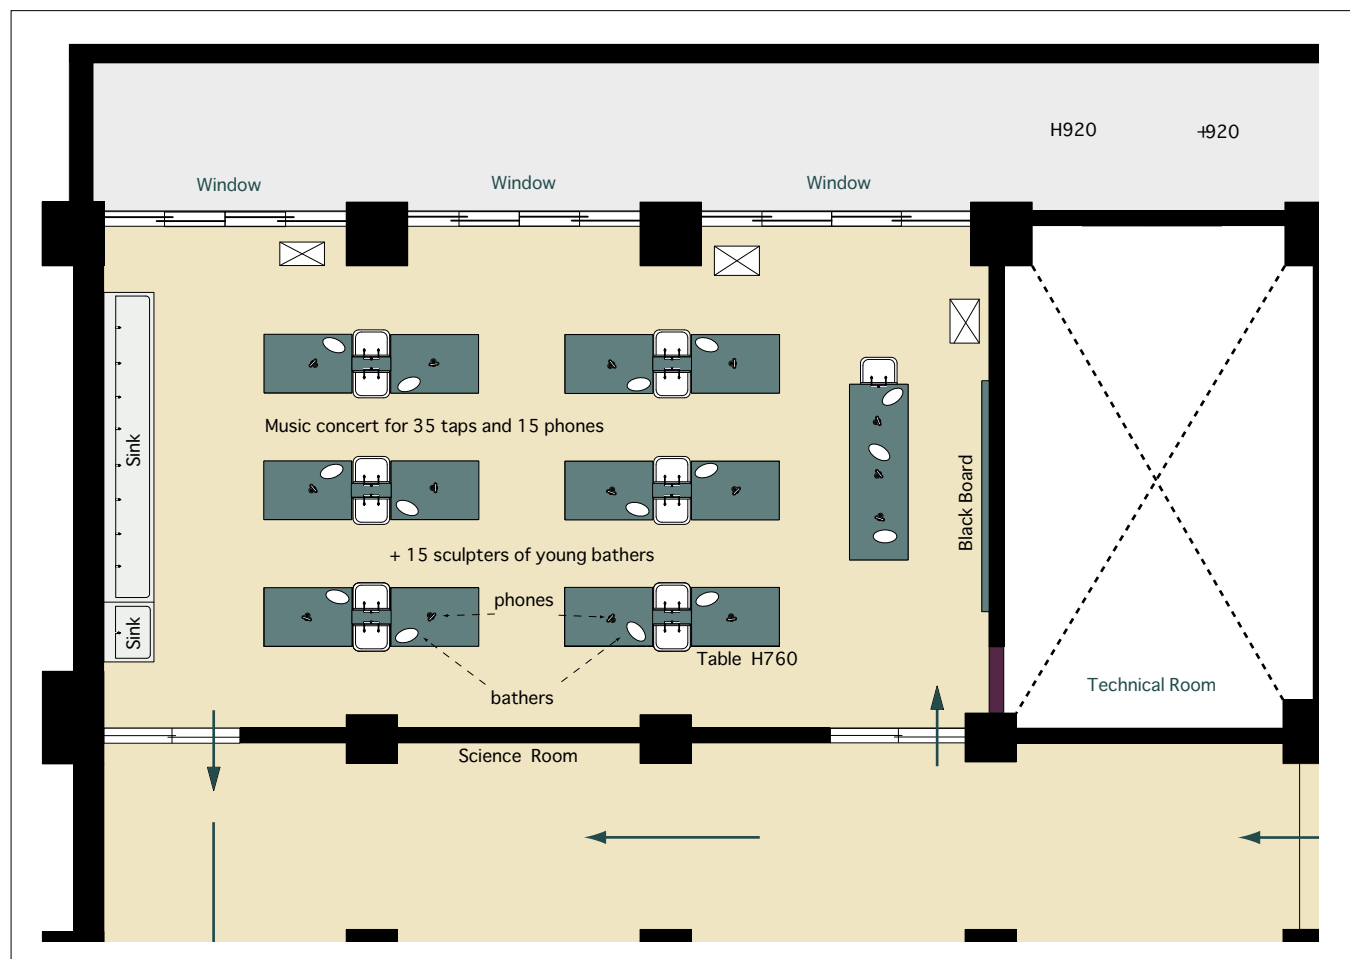 H920
+920
Window
Window
Window
Sink
Music concert for 35 taps and 15 phones
Black Board
+ 15 sculpters of young bathers
phones
Sink
Table H760
bathers
Technical Room
Science Room